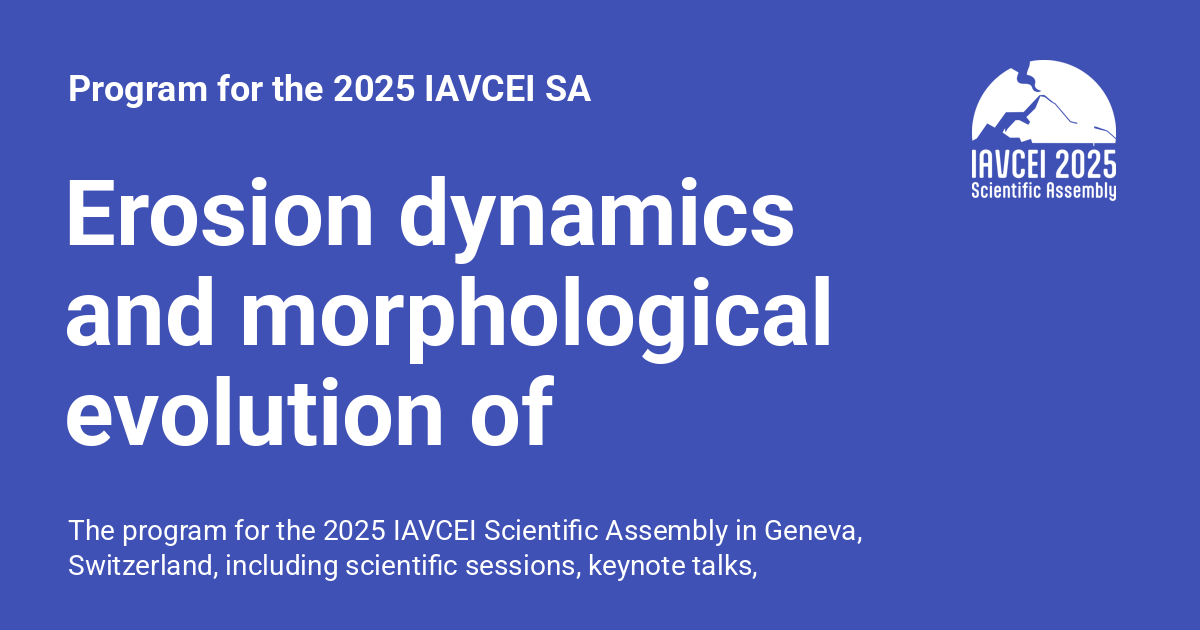 Program for the 2025 IAVCEI SA
IAVCEI 2025
Scientific Assembly
Erosion dynamics
and morphological
evolution of
The program for the 2025 IAVCEI Scientific Assembly in Geneva,
Switzerland, including scientific sessions, keynote talks,